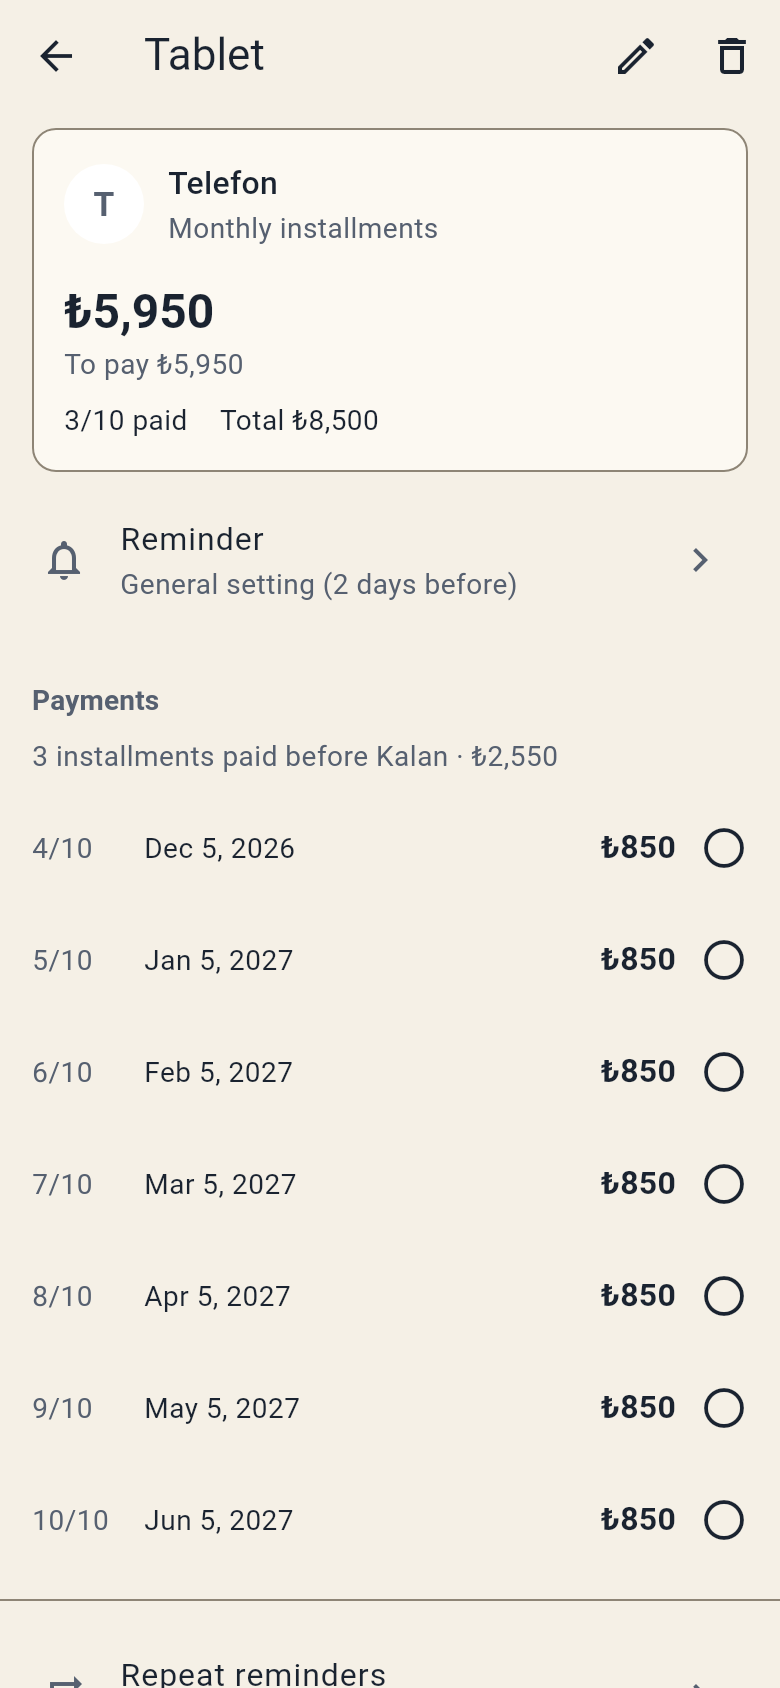 Tablet
T
Telefon
Monthly installments
₺5,950
To pay ₺5,950
3/10 paid Total ₺8,500
Reminder
General setting (2 days before)
Payments
3 installments paid before Kalan · ₺2,550
4/10 Dec 5, 2026 ₺850
5/10 Jan 5, 2027 ₺850
6/10 Feb 5, 2027 ₺850
7/10 Mar 5, 2027 ₺850
8/10 Apr 5, 2027 ₺850
9/10 May 5, 2027 ₺850
10/10 Jun 5, 2027 ₺850
Repeat reminders